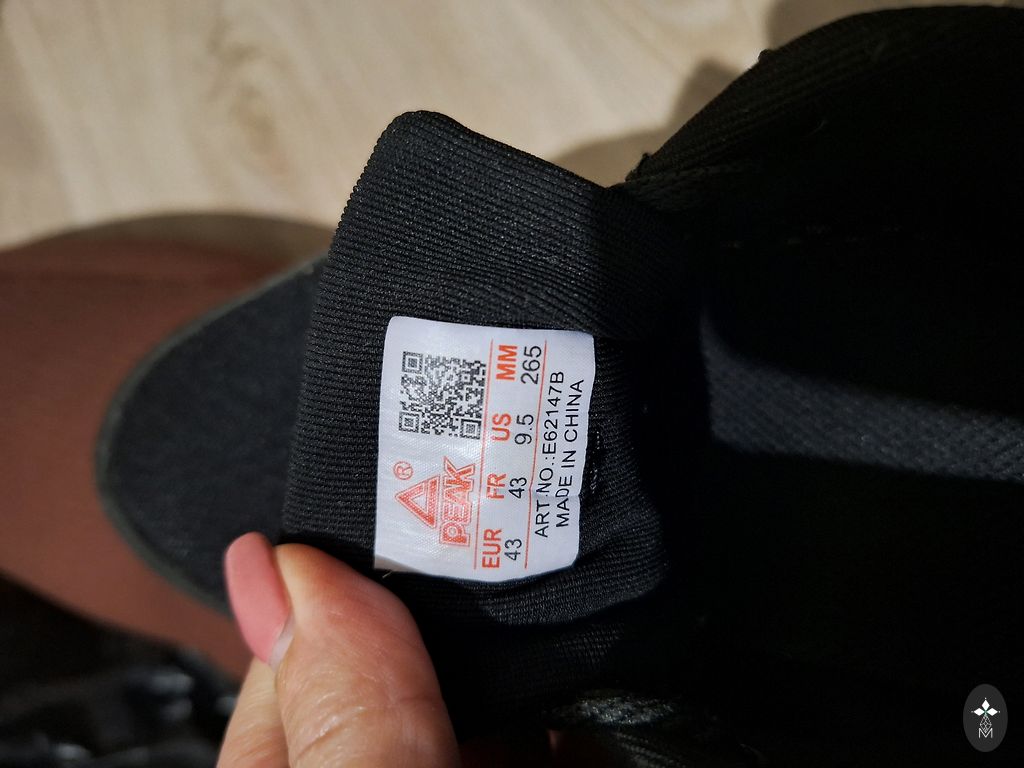 PEAK®
EUR FR US MM
43 43 9.5 265
ART NO.:E62147B
MADE IN CHINA
M